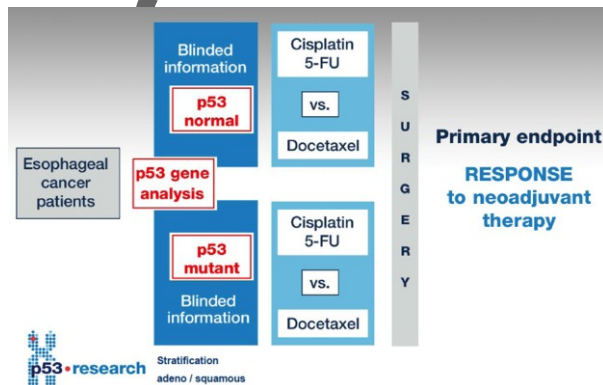 Blinded
information
p53
normal
Cisplatin
5-FU
vs.
Docetaxel
Esophageal
cancer
patients
p53 gene
analysis
p53
mutant
Blinded
information
Cisplatin
5-FU
vs.
Docetaxel
S
U
R
G
E
R
Y
Primary endpoint
RESPONSE
to neoadjuvant
therapy
p53•research
Stratification
adeno / squamous